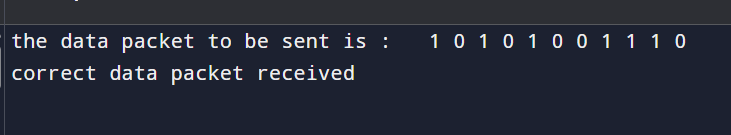 the data packet to be sent is :   1 0 1 0 1 0 0 1 1 1 0
correct data packet received